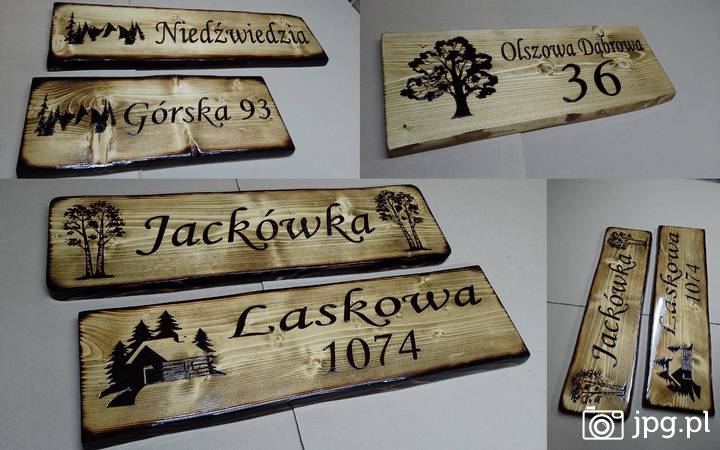 Niedźwiedzia
Górska 93
Olszowa Dąbrowa
36
Jackówka
Laskowa
1074
Jackówka
Laskowa
1074
jpg.pl